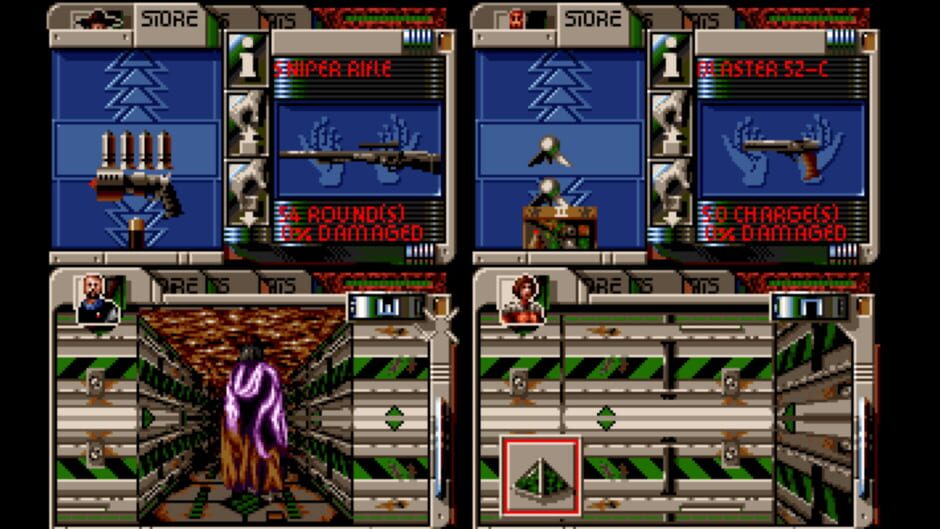 STORE
STORE
SNIPER RIFLE
BLASTER 52-C
54 ROUND(S)
0% DAMAGED
50 CHARGE(S)
0% DAMAGED
W
N